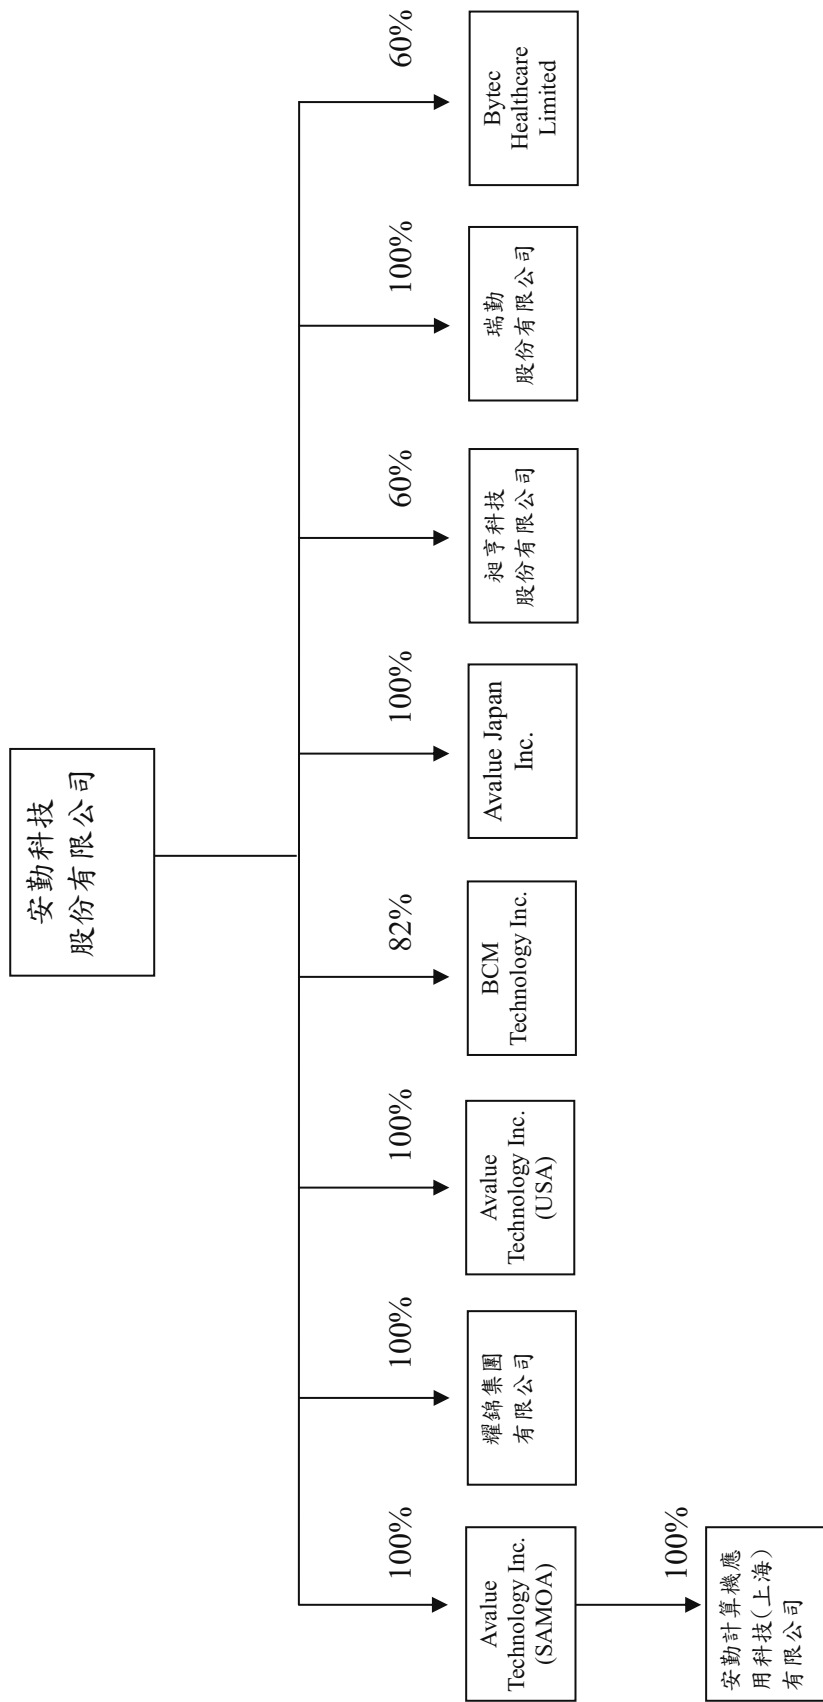 安勤科技
股份有限公司
100%
100%
100%
82%
100%
60%
100%
60%
Avalue
Technology Inc.
(SAMOA)
耀錦集團
有限公司
Avalue
Technology Inc.
(USA)
BCM
Technology Inc.
Avalue Japan
Inc.
昶亨科技
股份有限公司
瑞勤
股份有限公司
Bytec
Healthcare
Limited
100%
安勤計算機應
用科技(上海)
有限公司